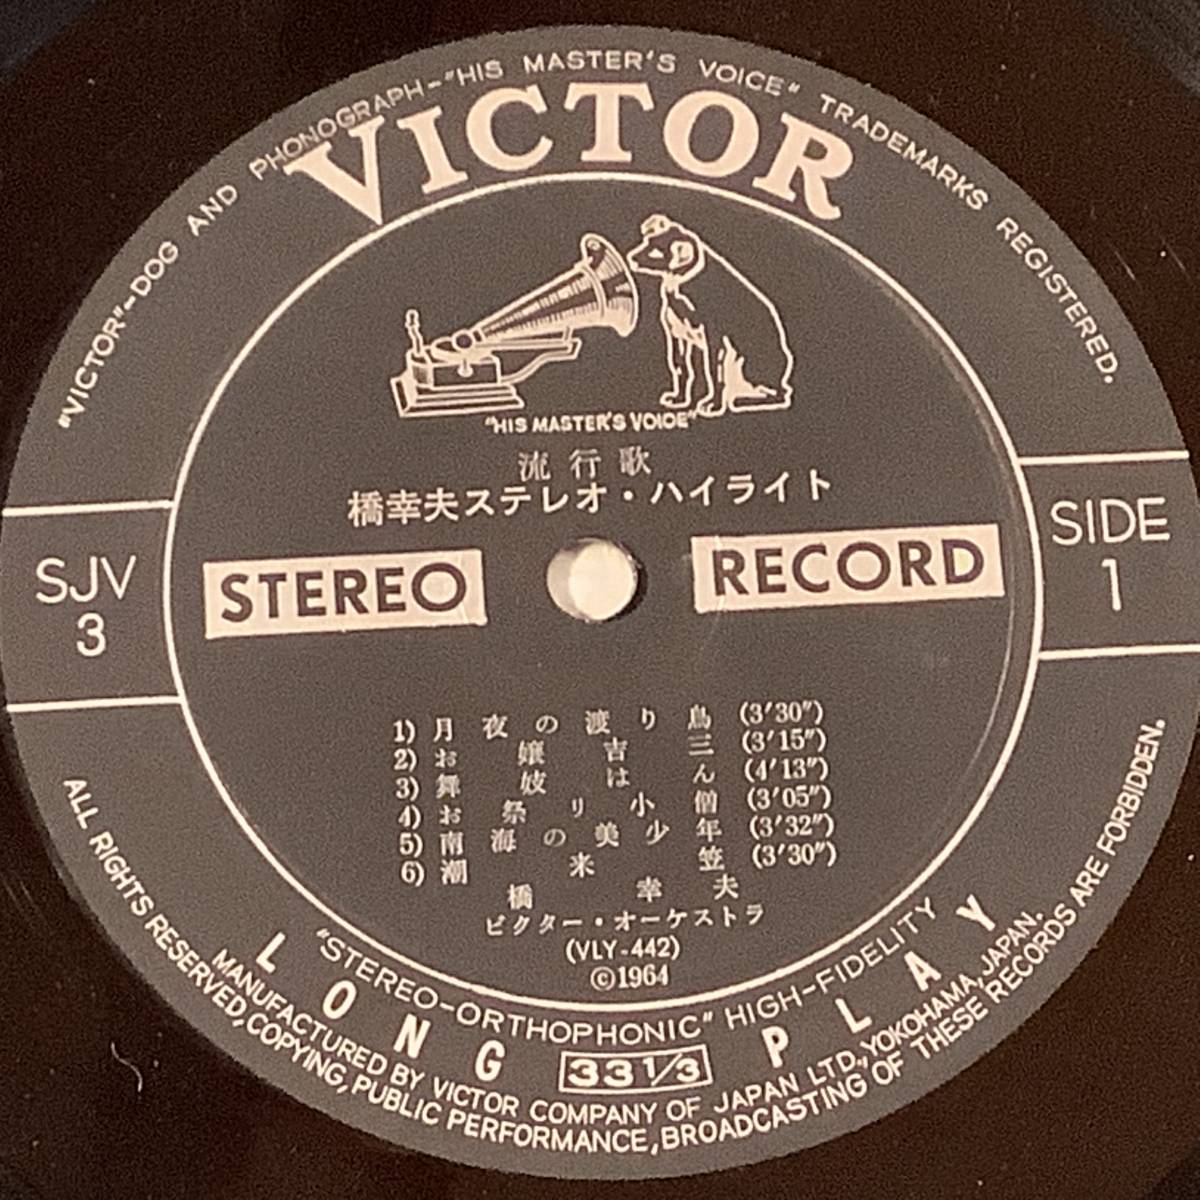 "VICTOR"-DOG AND PHONOGRAPH-"HIS MASTER'S VOICE" TRADEMARKS REGISTERED.
VICTOR
"HIS MASTER'S VOICE"
流行歌
橋幸夫ステレオ・ハイライト
STEREO RECORD
SJV
3
SIDE
1
1) 月夜の渡り鳥 (3'30")
2) お嬢吉三 (3'15")
3) 舞妓はん (4'13")
4) お祭り小僧 (3'05")
5) 南海の美少年 (3'32")
6) 潮来笠 (3'30")
橋幸夫
ビクター・オーケストラ
(VLY-442)
©1964
"STEREO-ORTHOPHONIC" HIGH-FIDELITY
LONG 33 1/3 PLAY
MANUFACTURED BY VICTOR COMPANY OF JAPAN LTD., YOKOHAMA, JAPAN.
ALL RIGHTS RESERVED, COPYING, PUBLIC PERFORMANCE, BROADCASTING OF THESE RECORDS ARE FORBIDDEN.